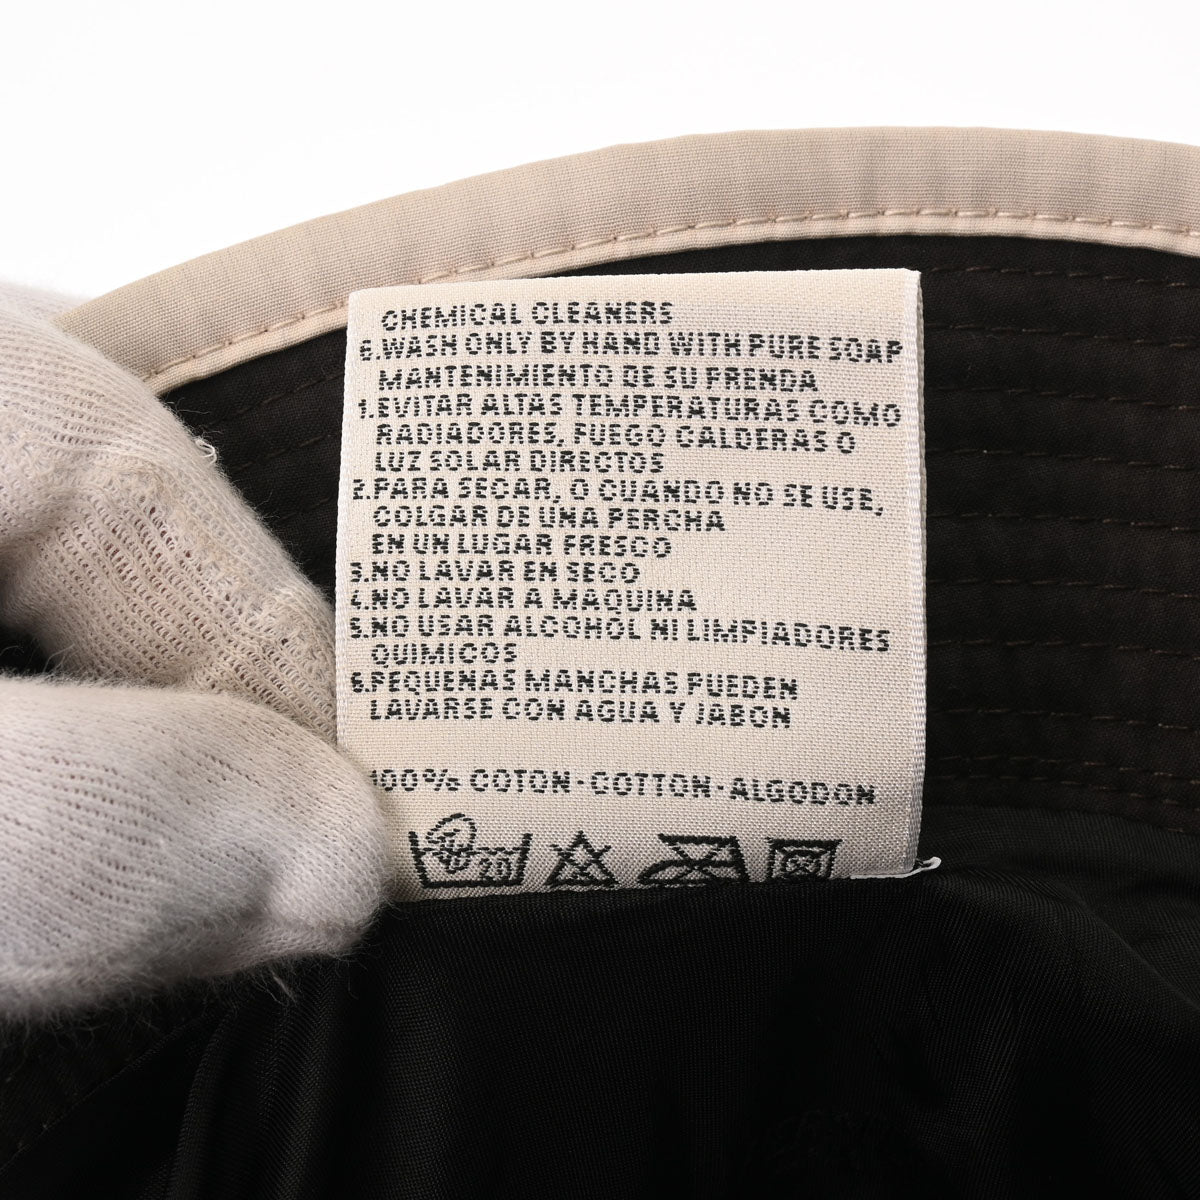 CHEMICAL CLEANERS
6.WASH ONLY BY HAND WITH PURE SOAP
MANTENIMIENTO DE SU PRENDA
1.EVITAR ALTAS TEMPERATURAS COMO
RADIADORES, FUEGO CALDERAS O
LUZ SOLAR DIRECTOS
2.PARA SECAR, O CUANDO NO SE USE,
COLGAR DE UNA PERCHA
EN UN LUGAR FRESCO
3.NO LAVAR EN SECO
4.NO LAVAR A MAQUINA
5.NO USAR ALCOHOL NI LIMPIADORES
QUIMICOS
6.PEQUENAS MANCHAS PUEDEN
LAVARSE CON AGUA Y JABON
100% COTON·COTTON·ALGODON